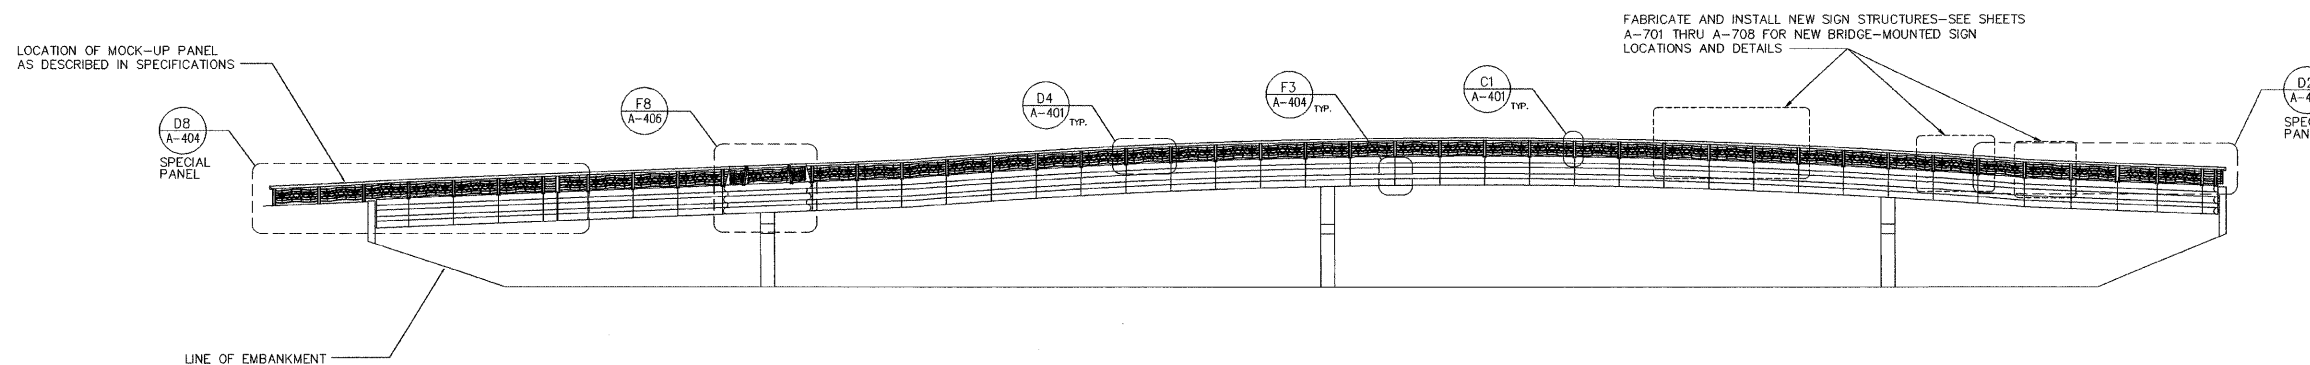 FABRICATE AND INSTALL NEW SIGN STRUCTURES-SEE SHEETS
A-701 THRU A-708 FOR NEW BRIDGE-MOUNTED SIGN
LOCATIONS AND DETAILS
LOCATION OF MOCK-UP PANEL
AS DESCRIBED IN SPECIFICATIONS
D8
A-404
SPECIAL
PANEL
F8
A-406
D4
A-401
TYP.
F3
A-404
TYP.
C1
A-401
TYP.
LINE OF EMBANKMENT